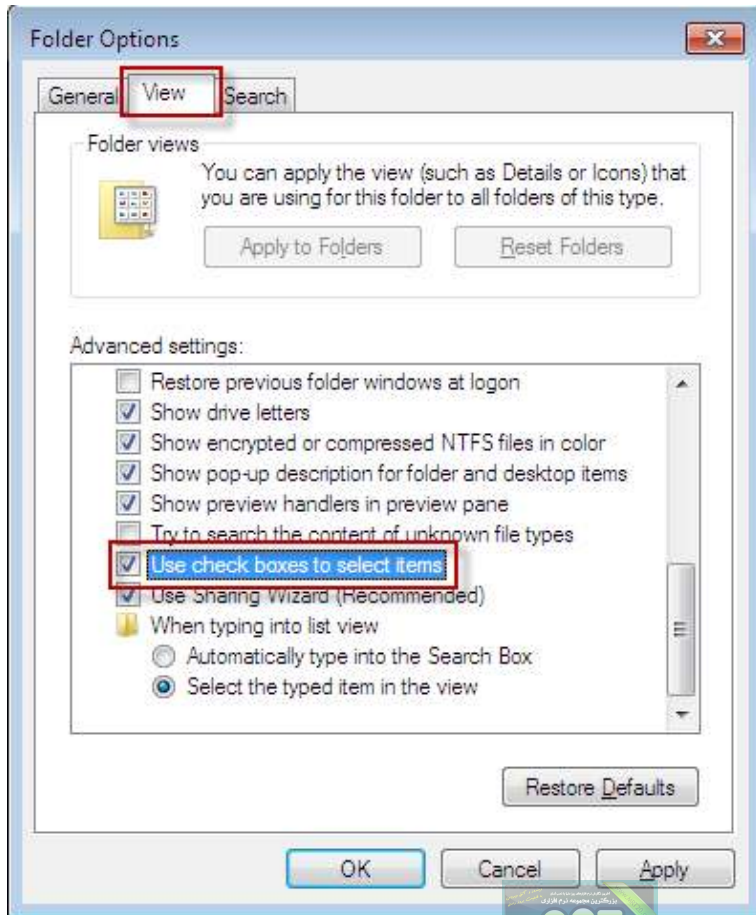 Folder Options
General View Search
Folder views
You can apply the view (such as Details or Icons) that
you are using for this folder to all folders of this type.
Apply to Folders Reset Folders
Advanced settings:
Restore previous folder windows at logon
Show drive letters
Show encrypted or compressed NTFS files in color
Show pop-up description for folder and desktop items
Show preview handlers in preview pane
Try to search the content of unknown file types
Use check boxes to select items
Use Sharing Wizard (Recommended)
When typing into list view
Automatically type into the Search Box
Select the typed item in the view
Restore Defaults
OK Cancel Apply